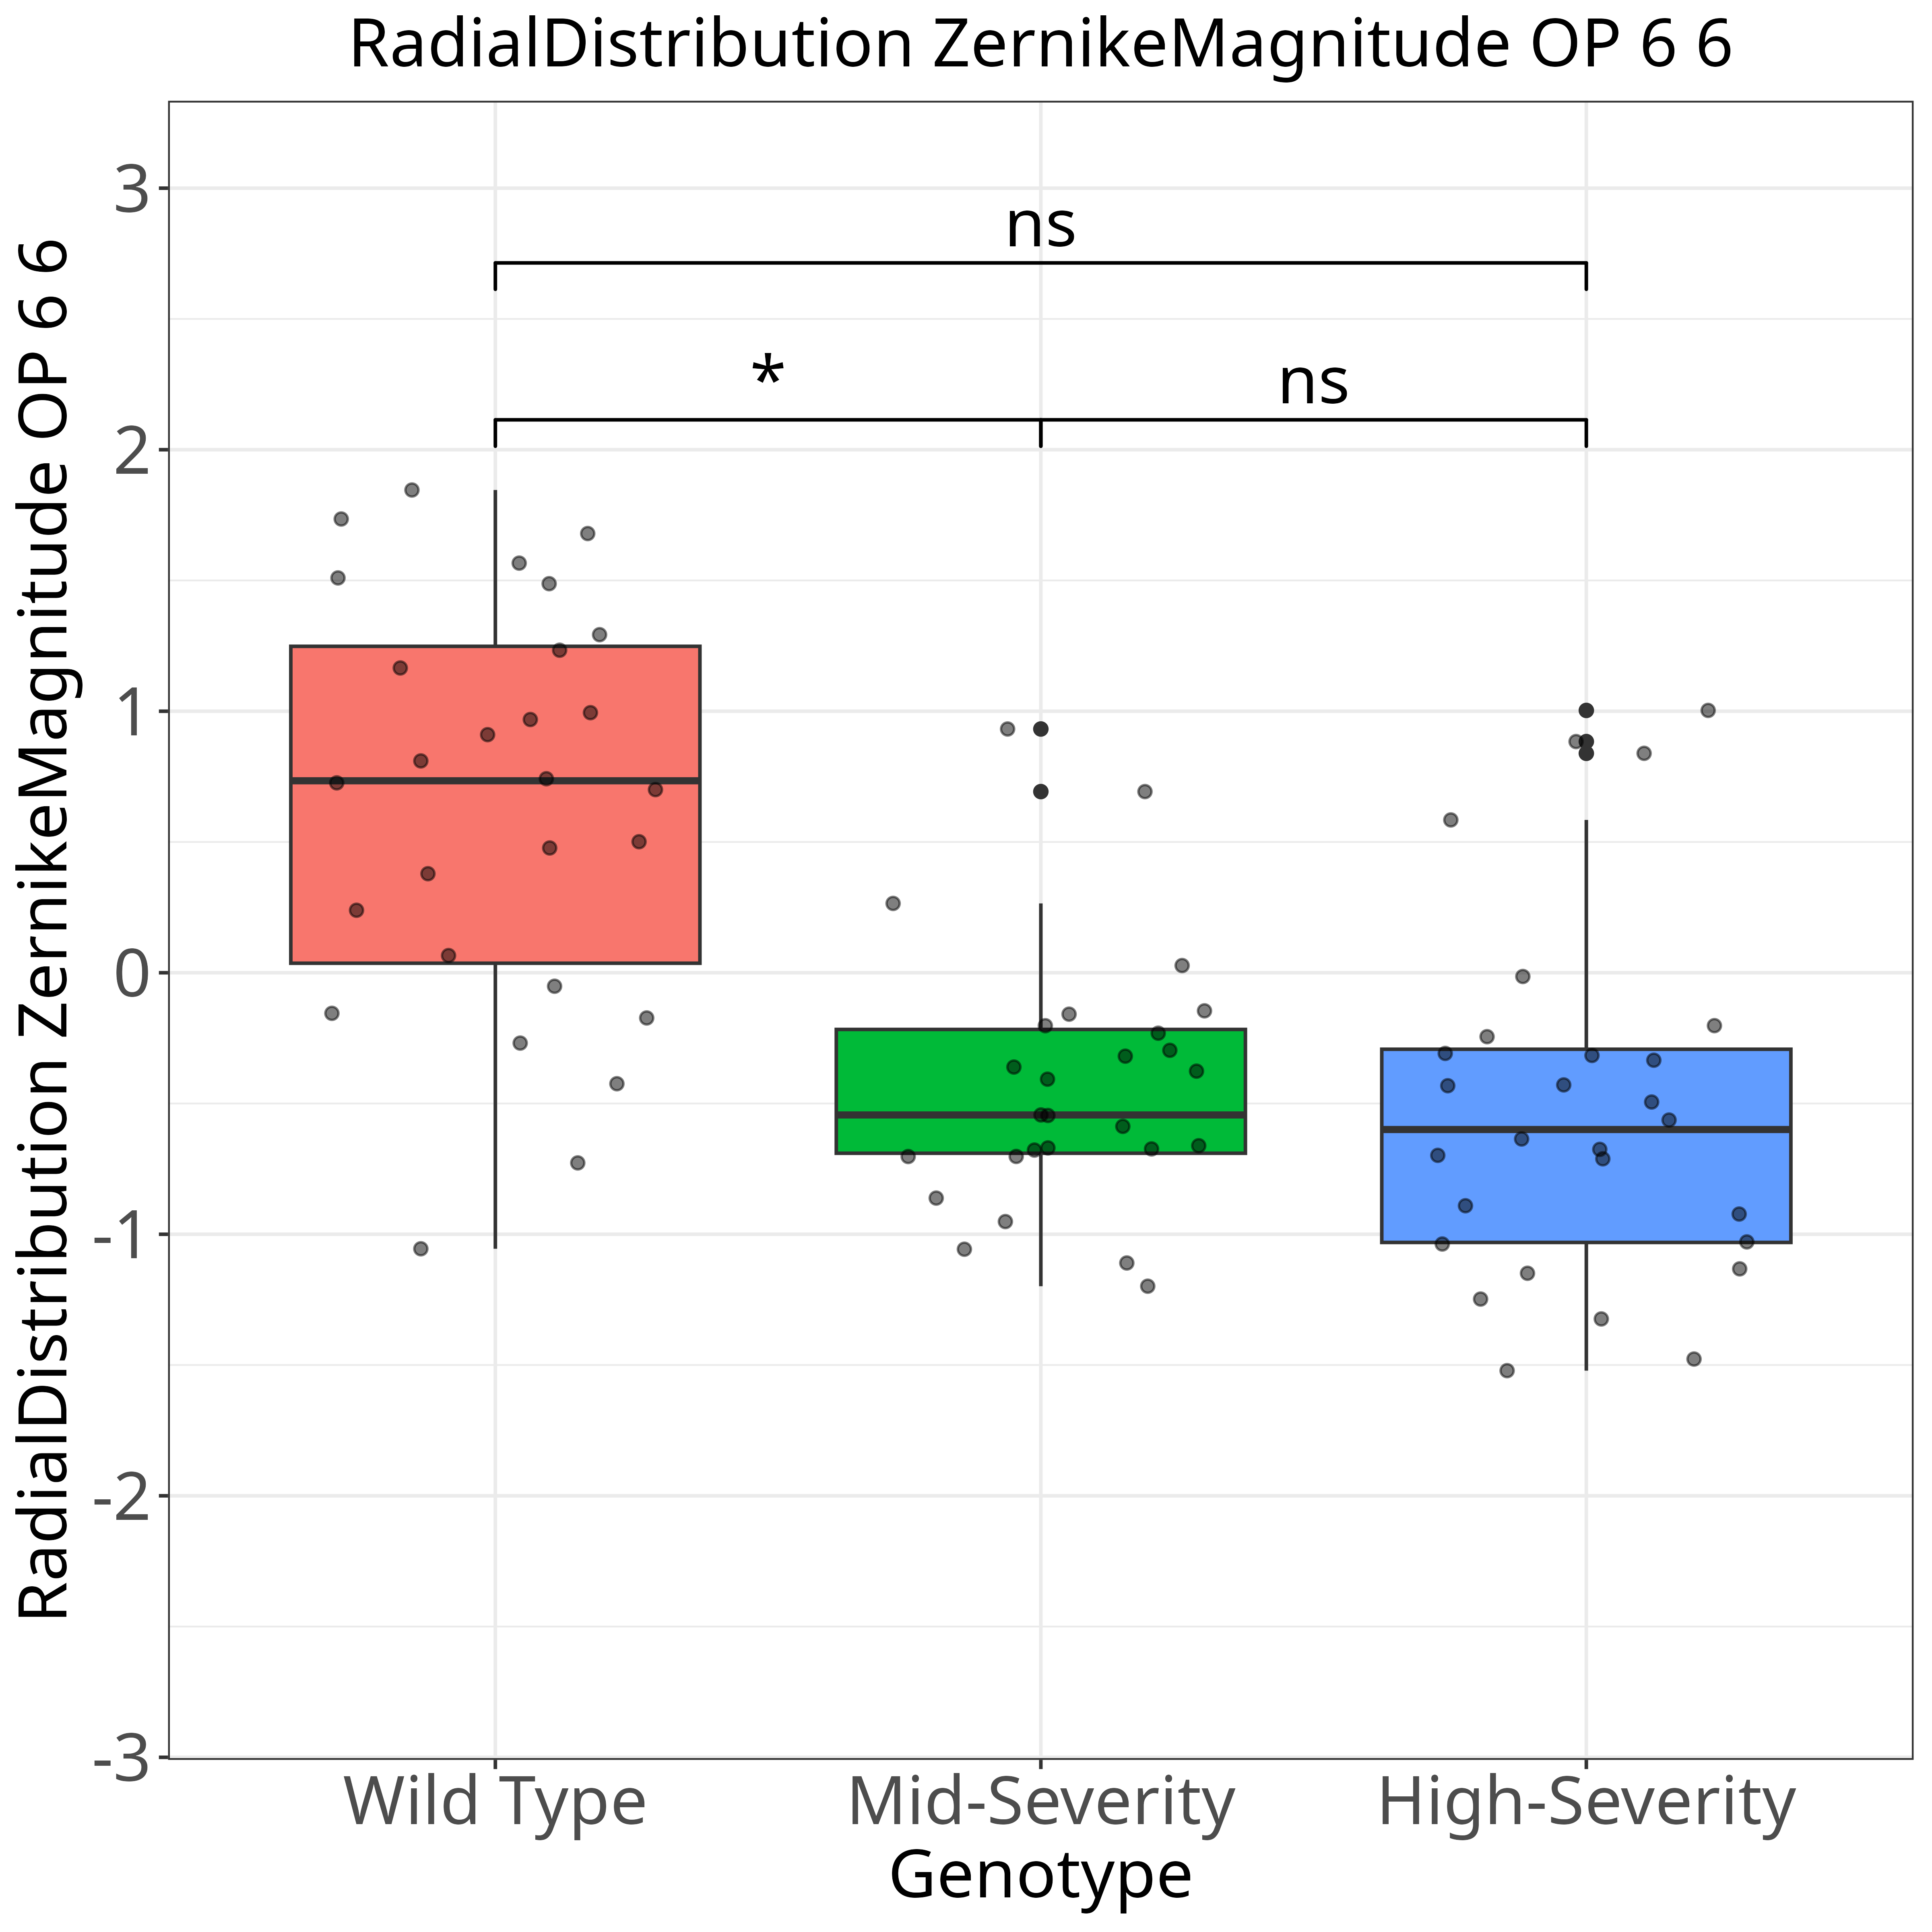 RadialDistribution ZernikeMagnitude OP 6 6
RadialDistribution ZernikeMagnitude OP 6 6
3
2
1
0
-1
-2
-3
ns
*
ns
Wild Type
Mid-Severity
High-Severity
Genotype